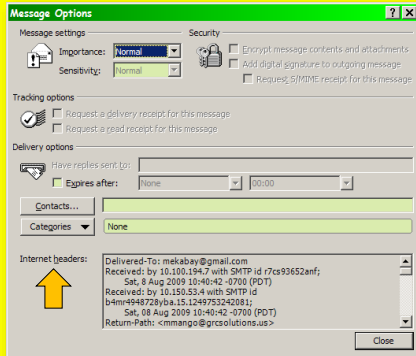 Message Options
Message settings
Security
Importance: Normal
Sensitivity: Normal
Encrypt message contents and attachments
Add digital signature to outgoing message
Request S/MIME receipt for this message
Tracking options
Request a delivery receipt for this message
Request a read receipt for this message
Delivery options
Have replies sent to:
Expires after: None 00:00
Contacts...
Categories None
Internet headers:
Delivered-To: mekabay@gmail.com
Received: by 10.100.194.7 with SMTP id r7cs93652anf;
Sat, 8 Aug 2009 10:40:42 -0700 (PDT)
Received: by 10.150.53.4 with SMTP id
b4mr4948728yba.15.1249753242081;
Sat, 08 Aug 2009 10:40:42 -0700 (PDT)
Return-Path: <mmango@grcsolutions.us>
Close